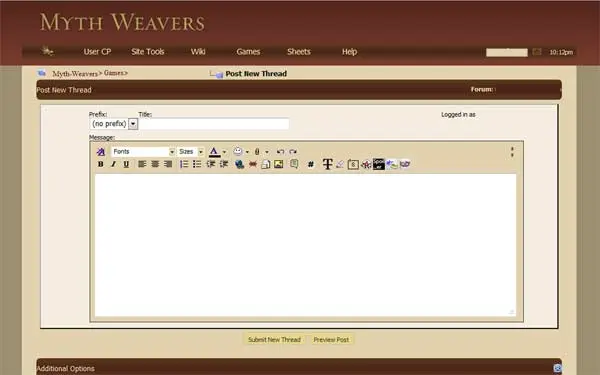 MYTH WEAVERS
User CP Site Tools Wiki Games Sheets Help 10:12pm
Myth-Weavers> Games> Post New Thread
Post New Thread Forum:
Prefix: Title: Logged in as
(no prefix)
Message:
Fonts Sizes A
B I U # T
Submit New Thread Preview Post
Additional Options